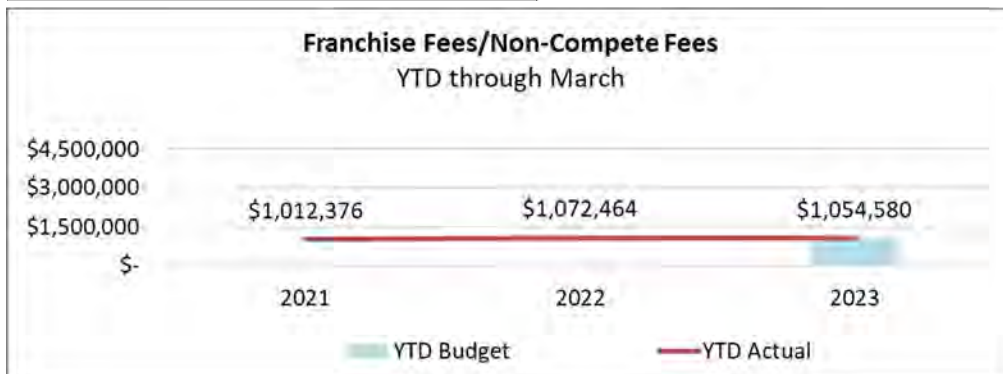 Franchise Fees/Non-Compete Fees
YTD through March
$4,500,000
$3,000,000
$1,500,000
$-
$1,012,376 $1,072,464 $1,054,580
2021 2022 2023
YTD Budget YTD Actual